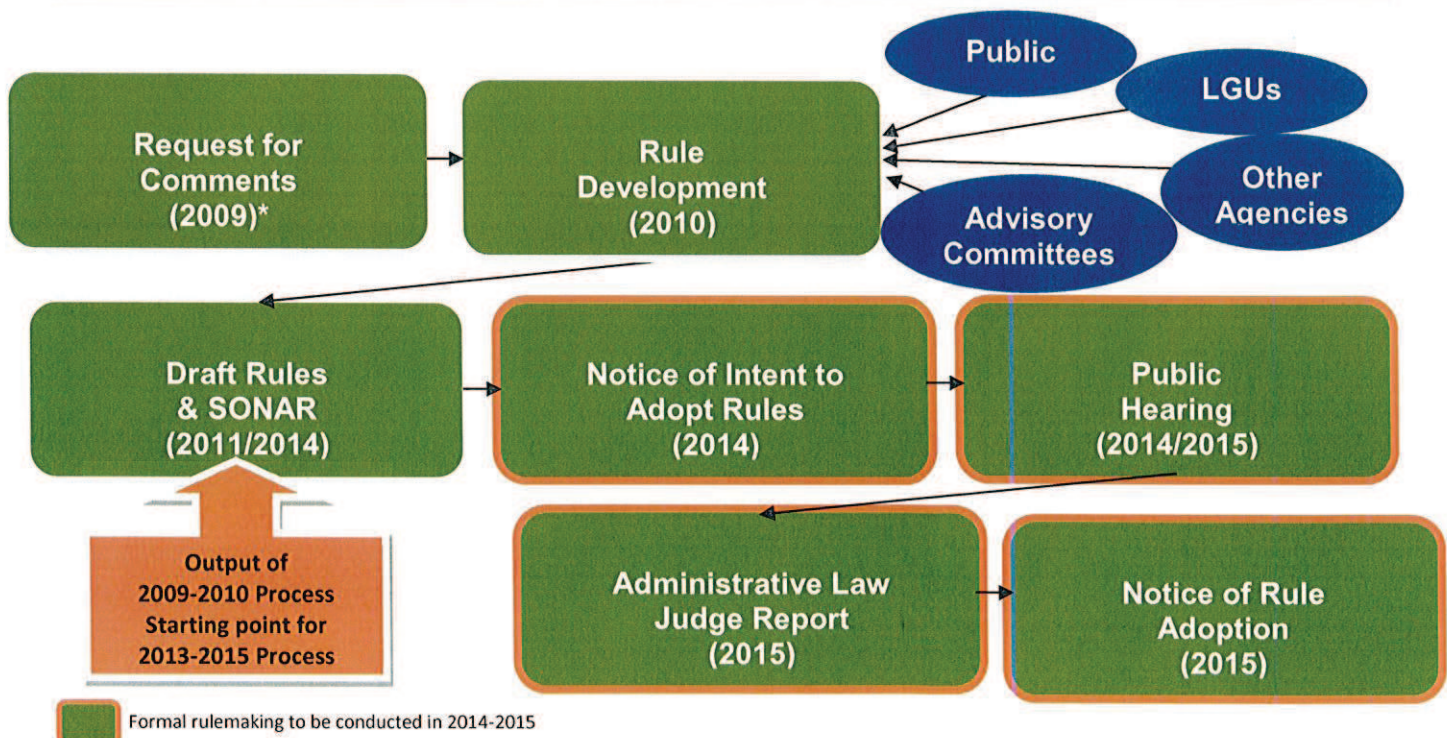 Request for
Comments
(2009)*
Rule
Development
(2010)
Public
LGUs
Other
Agencies
Advisory
Committees
Draft Rules
& SONAR
(2011/2014)
Notice of Intent to
Adopt Rules
(2014)
Public
Hearing
(2014/2015)
Output of
2009-2010 Process
Starting point for
2013-2015 Process
Administrative Law
Judge Report
(2015)
Notice of Rule
Adoption
(2015)
Formal rulemaking to be conducted in 2014-2015